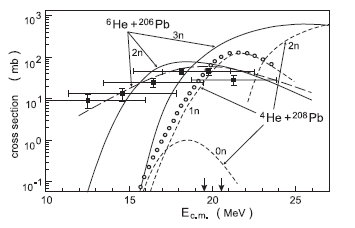 10³
⁶He+²⁰⁶Pb
3n
2n
2n
10²
cross section (mb)
10¹
⁴He+²⁰⁸Pb
1n
10⁰
0n
10⁻¹
10 15 20 25
E c.m. (MeV)